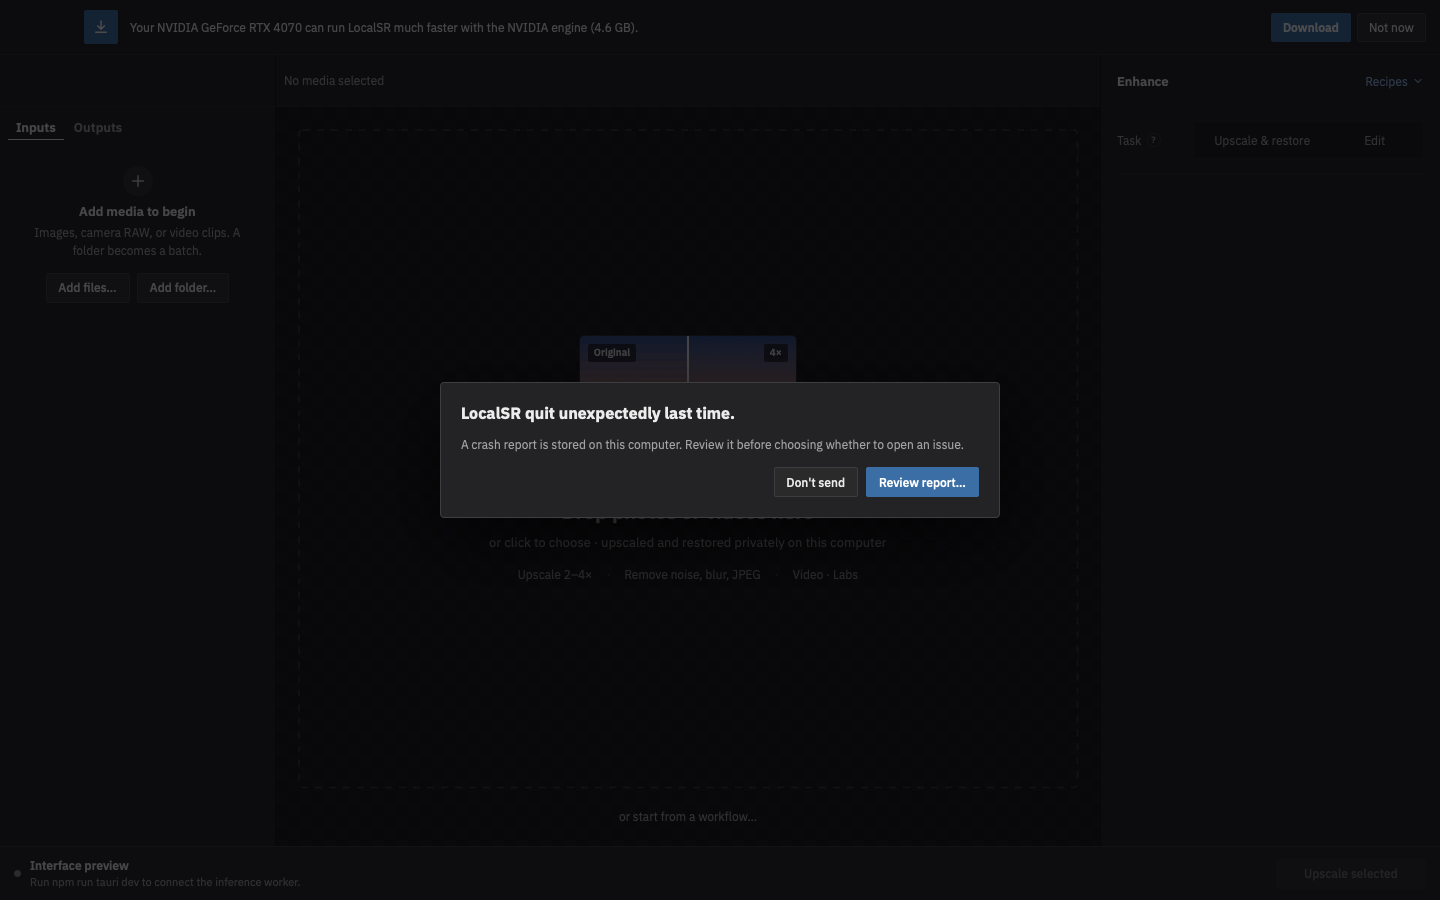 Your NVIDIA GeForce RTX 4070 can run LocalSR much faster with the NVIDIA engine (4.6 GB).
Download
Not now
No media selected
Enhance
Recipes
Inputs
Outputs
Task ?
Upscale & restore
Edit
Add media to begin
Images, camera RAW, or video clips. A
folder becomes a batch.
Add files...
Add folder...
Original
4×
LocalSR quit unexpectedly last time.
A crash report is stored on this computer. Review it before choosing whether to open an issue.
Don't send
Review report...
or click to choose · upscaled and restored privately on this computer
Upscale 2–4× · Remove noise, blur, JPEG · Video · Labs
or start from a workflow...
Interface preview
Run npm run tauri dev to connect the inference worker.
Upscale selected